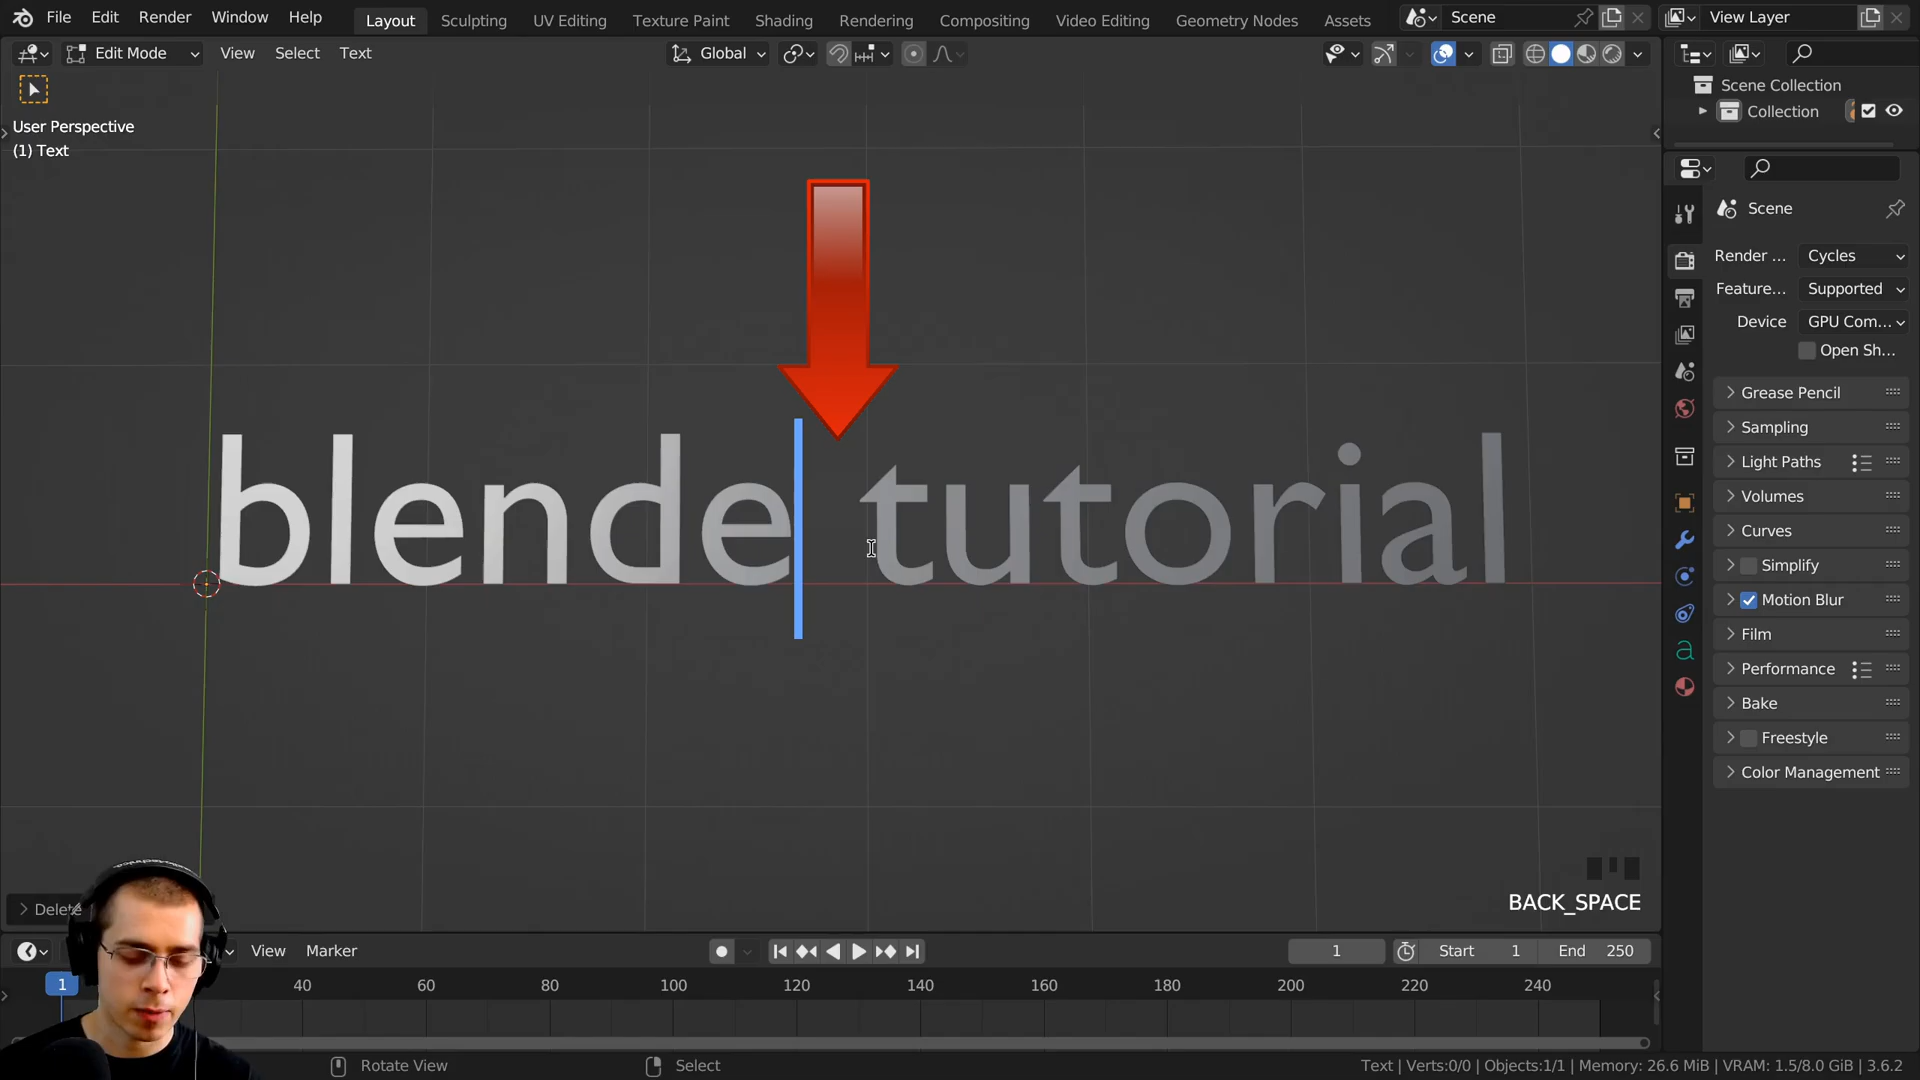 File Edit Render Window Help Layout Sculpting UV Editing Texture Paint Shading Rendering Compositing Video Editing Geometry Nodes Assets Scene View Layer
Edit Mode View Select Text Global
User Perspective
(1) Text
Scene Collection
Collection
Scene
Render ... Cycles
Feature... Supported
Device GPU Com...
Open Sh...
Grease Pencil
Sampling
Light Paths
Volumes
Curves
Simplify
Motion Blur
Film
Performance
Bake
Freestyle
Color Management
blende tutorial
BACK_SPACE
Delete
View Marker 1 Start 1 End 250
1 40 60 80 100 120 140 160 180 200 220 240
Rotate View Select Text | Verts:0/0 | Objects:1/1 | Memory: 26.6 MiB | VRAM: 1.5/8.0 GiB | 3.6.2